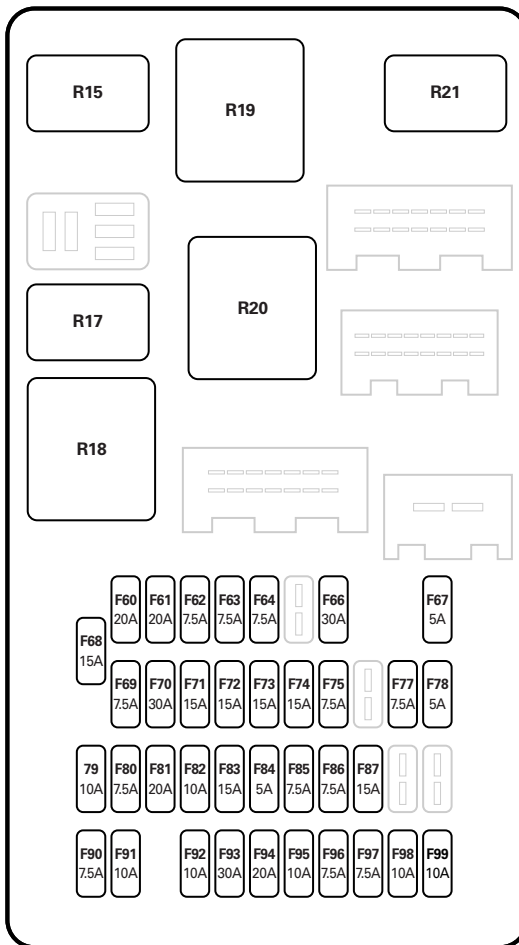 R15
R19
R21
R17
R20
R18
F60 F61 F62 F63 F64 F66 F67
20A 20A 7.5A 7.5A 7.5A 30A 5A
F68
15A
F69 F70 F71 F72 F73 F74 F75 F77 F78
7.5A 30A 15A 15A 15A 15A 7.5A 7.5A 5A
79 F80 F81 F82 F83 F84 F85 F86 F87
10A 7.5A 20A 10A 15A 5A 7.5A 7.5A 15A
F90 F91 F92 F93 F94 F95 F96 F97 F98 F99
7.5A 10A 10A 30A 20A 10A 7.5A 7.5A 10A 10A